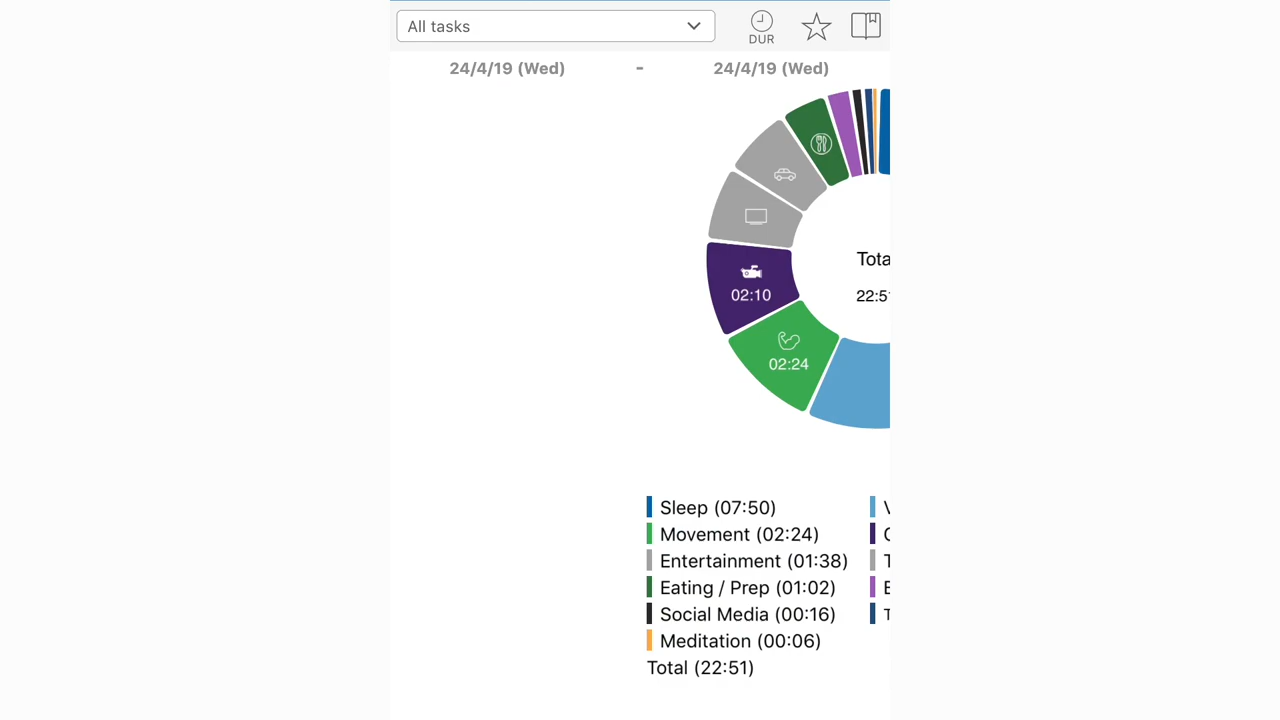 All tasks
DUR
24/4/19 (Wed) - 24/4/19 (Wed)
02:10
02:24
Tota
22:5
Sleep (07:50)
Movement (02:24)
Entertainment (01:38)
Eating / Prep (01:02)
Social Media (00:16)
Meditation (00:06)
Total (22:51)